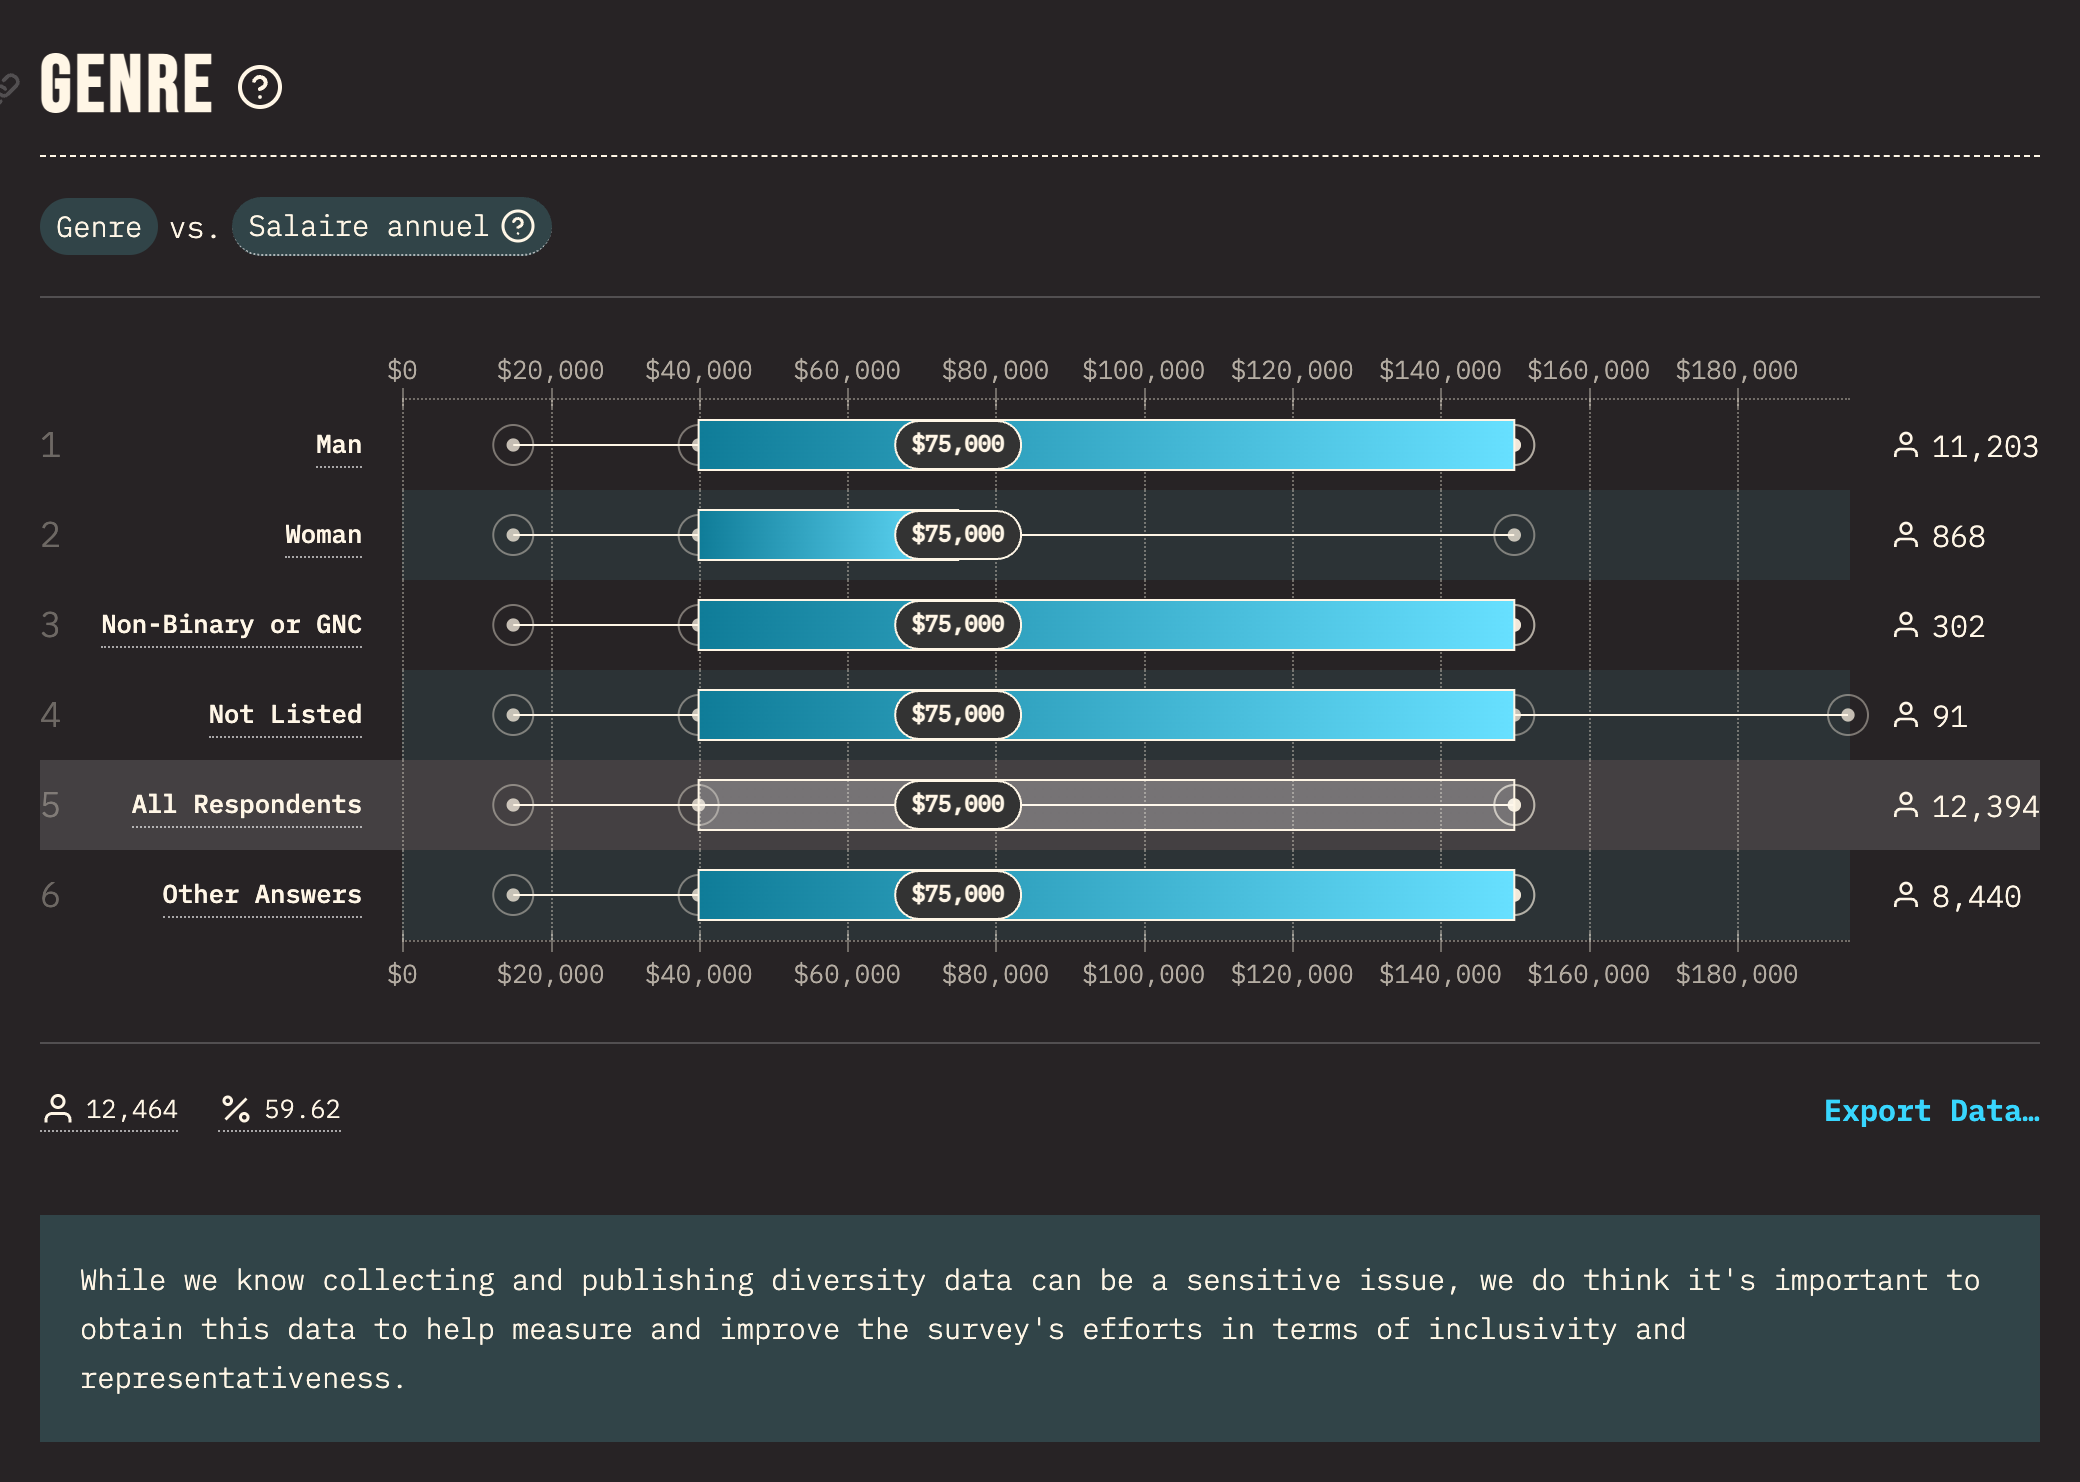 GENRE
Genre vs. Salaire annuel
$0 $20,000 $40,000 $60,000 $80,000 $100,000 $120,000 $140,000 $160,000 $180,000
1 Man $75,000 11,203
2 Woman $75,000 868
3 Non-Binary or GNC $75,000 302
4 Not Listed $75,000 91
5 All Respondents $75,000 12,394
6 Other Answers $75,000 8,440
$0 $20,000 $40,000 $60,000 $80,000 $100,000 $120,000 $140,000 $160,000 $180,000
12,464 % 59.62 Export Data…
While we know collecting and publishing diversity data can be a sensitive issue, we do think it's important to
obtain this data to help measure and improve the survey's efforts in terms of inclusivity and
representativeness.